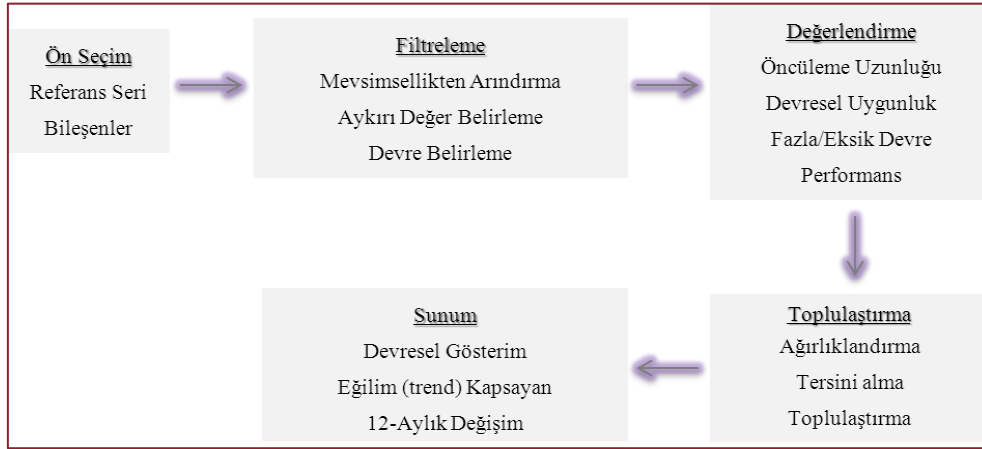 Ön Seçim
Referans Seri
Bileşenler
Filtreleme
Mevsimsellikten Arındırma
Aykırı Değer Belirleme
Devre Belirleme
Değerlendirme
Öncüleme Uzunluğu
Devresel Uygunluk
Fazla/Eksik Devre
Performans
Toplulaştırma
Ağırlıklandırma
Tersini alma
Toplulaştırma
Sunum
Devresel Gösterim
Eğilim (trend) Kapsayan
12-Aylık Değişim